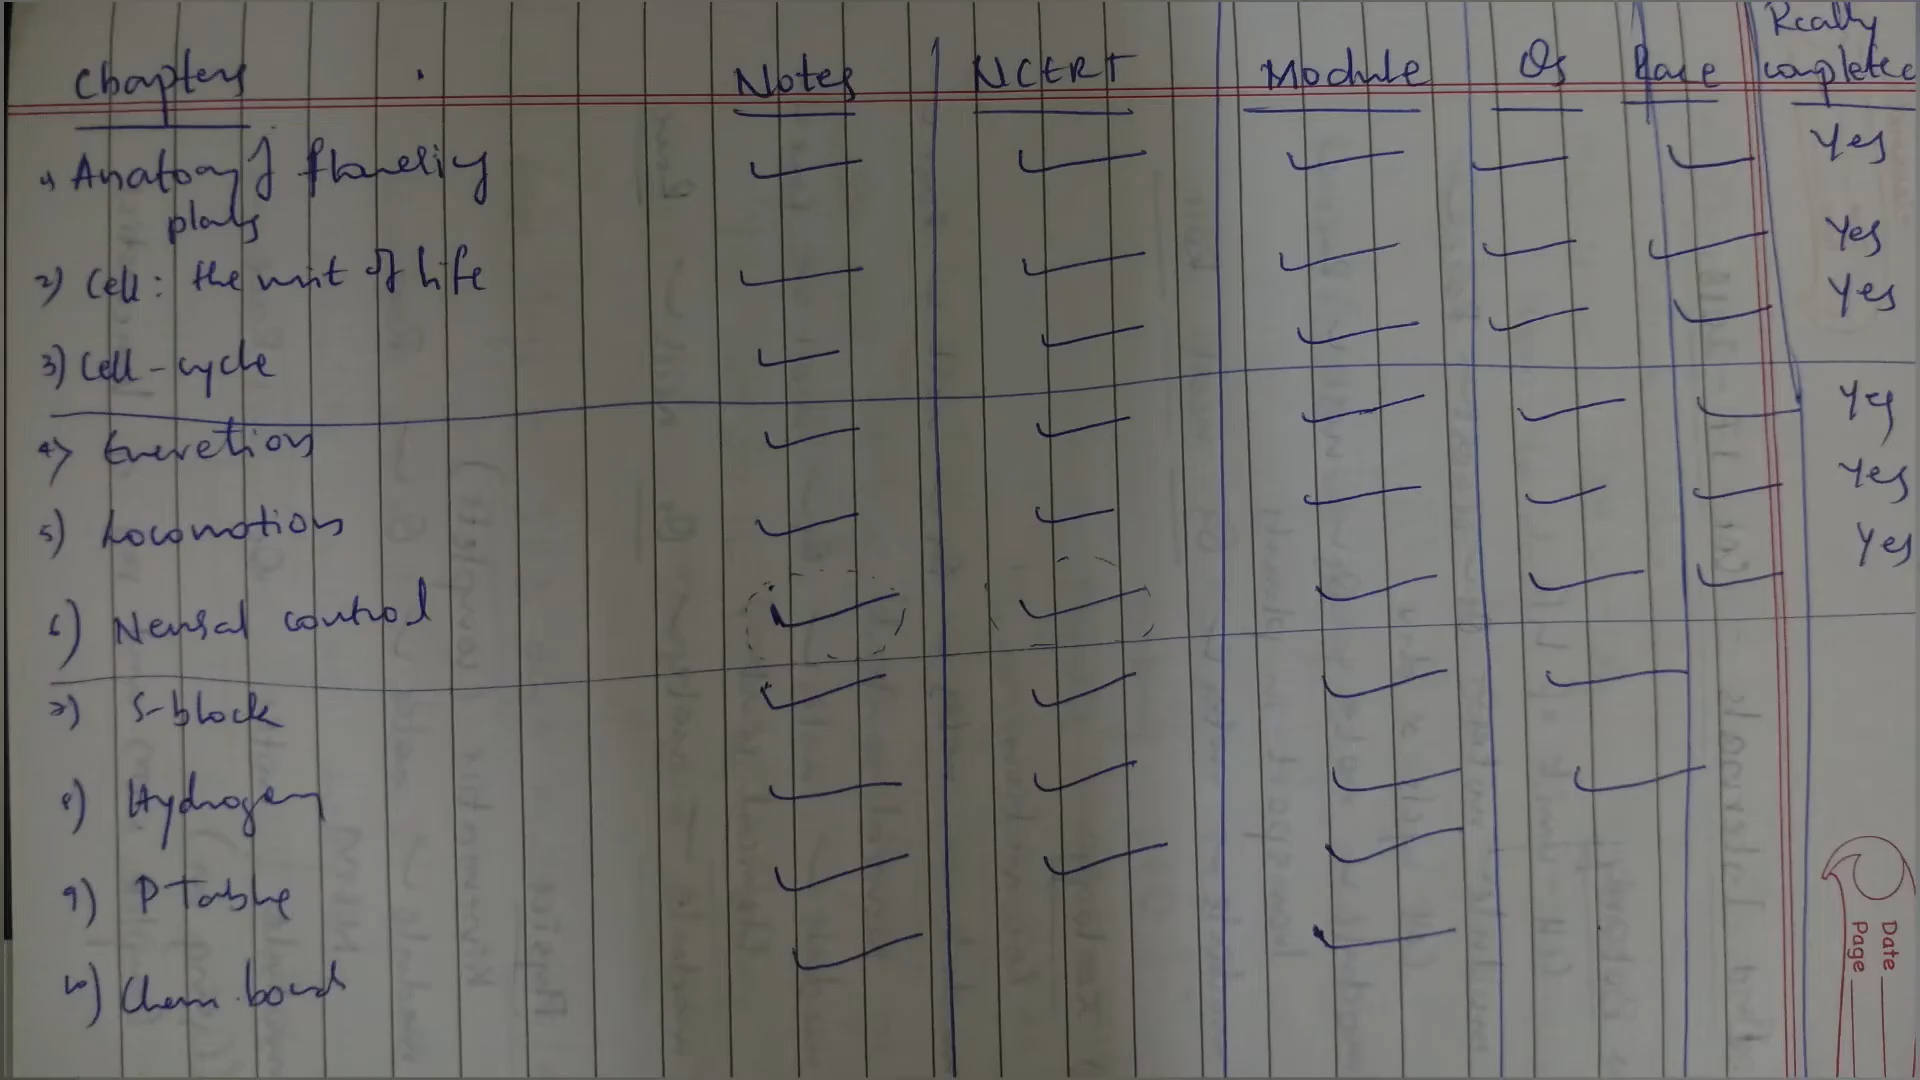 Really
Chapters Notes NCERT Module Qs Race completed
1) Anatomy of flowering Yes
plants
2) Cell: the unit of life Yes
3) Cell-cycle Yes
4) Excretion Yes
5) Locomotion Yes
6) Neural control Yes
7) S-block
8) Hydrogen
9) P Table
10) Chem. bond
Date
Page